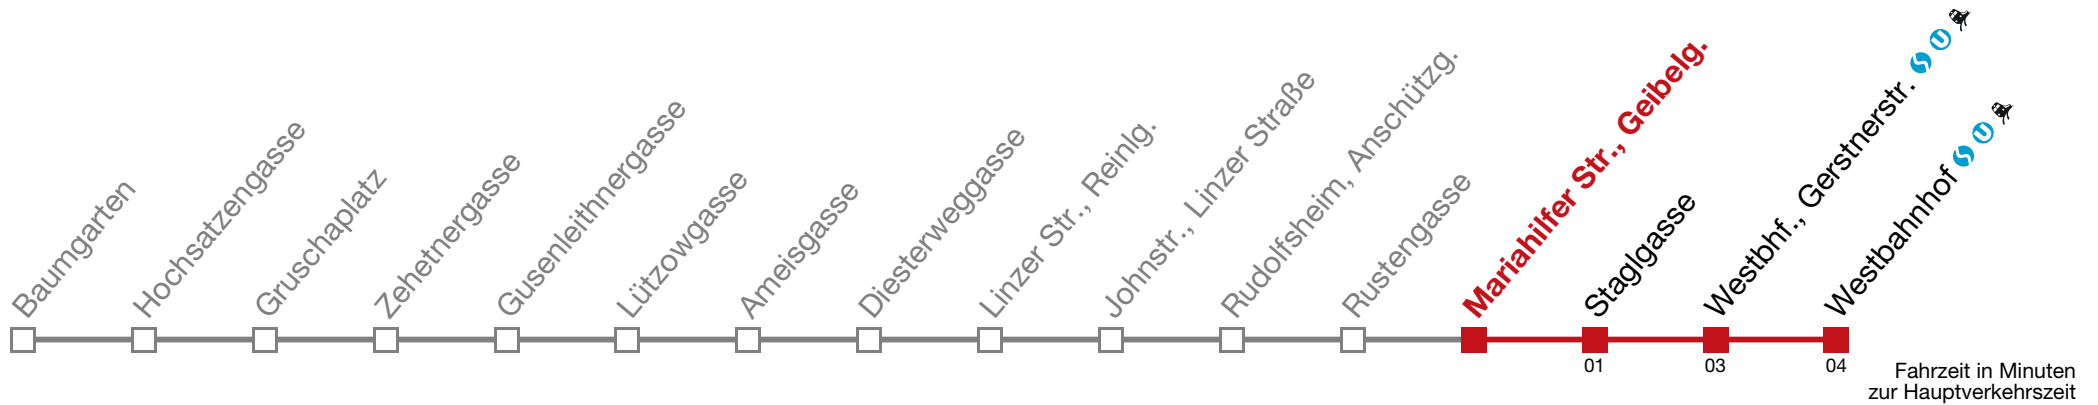 Baumgarten
Hochsatzengasse
Gruschaplatz
Zehetnergasse
Gusenleithnergasse
Lützowgasse
Ameisgasse
Diesterweggasse
Linzer Str., Reinlg.
Johnstr., Linzer Straße
Rudolfsheim, Anschützg.
Rustengasse
Mariahilfer Str., Geibelg.
Staglgasse
Westbhf., Gerstnerstr. S U
Westbahnhof S U
01
03
04
Fahrzeit in Minuten
zur Hauptverkehrszeit